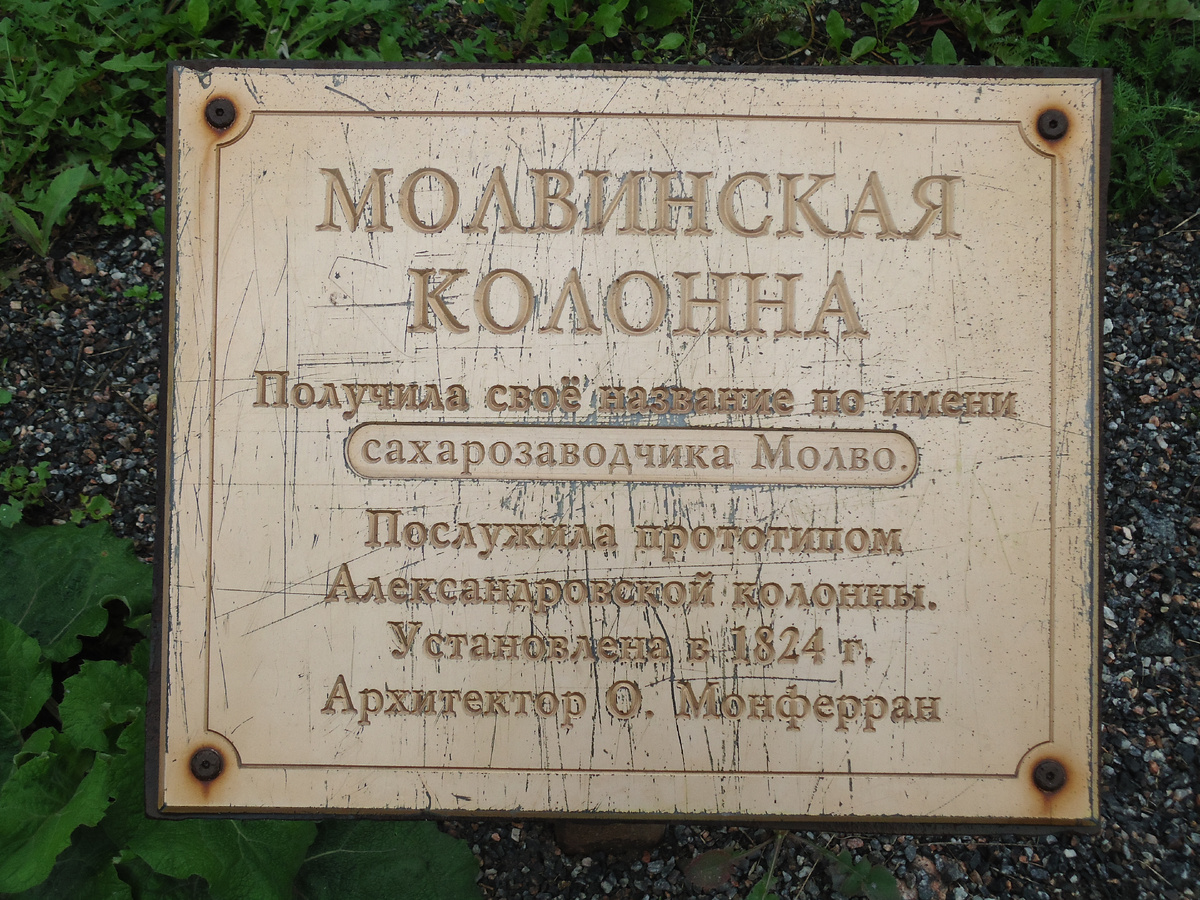 МОЛВИНСКАЯ
КОЛОННА
Получила своё название по имени
сахарозаводчика Молво.
Послужила прототипом
Александровской колонны.
Установлена в 1824 г.
Архитектор О. Монферран